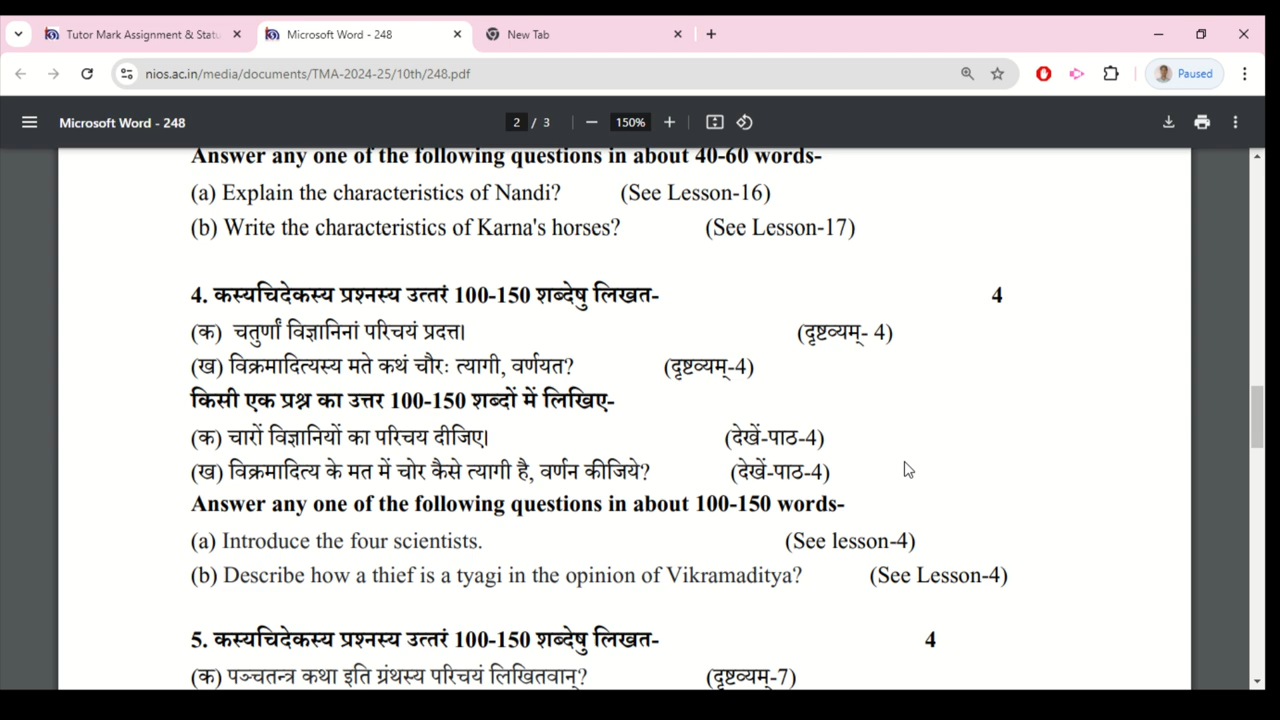 Tutor Mark Assignment & Statu
Microsoft Word - 248
New Tab
nios.ac.in/media/documents/TMA-2024-25/10th/248.pdf
Paused
Microsoft Word - 248
2 / 3
150%
Answer any one of the following questions in about 40-60 words-
(a) Explain the characteristics of Nandi? (See Lesson-16)
(b) Write the characteristics of Karna's horses? (See Lesson-17)
4. कस्यचिदेकस्य प्रश्नस्य उत्तरं 100-150 शब्देषु लिखत- 4
(क) चतुर्णां विज्ञानिनां परिचयं प्रदत्त। (दृष्टव्यम्- 4)
(ख) विक्रमादित्यस्य मते कथं चौरः त्यागी, वर्णयत? (दृष्टव्यम्-4)
किसी एक प्रश्न का उत्तर 100-150 शब्दों में लिखिए-
(क) चारों विज्ञानियों का परिचय दीजिए। (देखें-पाठ-4)
(ख) विक्रमादित्य के मत में चोर कैसे त्यागी है, वर्णन कीजिये? (देखें-पाठ-4)
Answer any one of the following questions in about 100-150 words-
(a) Introduce the four scientists. (See lesson-4)
(b) Describe how a thief is a tyagi in the opinion of Vikramaditya? (See Lesson-4)
5. कस्यचिदेकस्य प्रश्नस्य उत्तरं 100-150 शब्देषु लिखत- 4
(क) पञ्चतन्त्र कथा इति ग्रंथस्य परिचयं लिखितवान्? (दृष्टव्यम्-7)